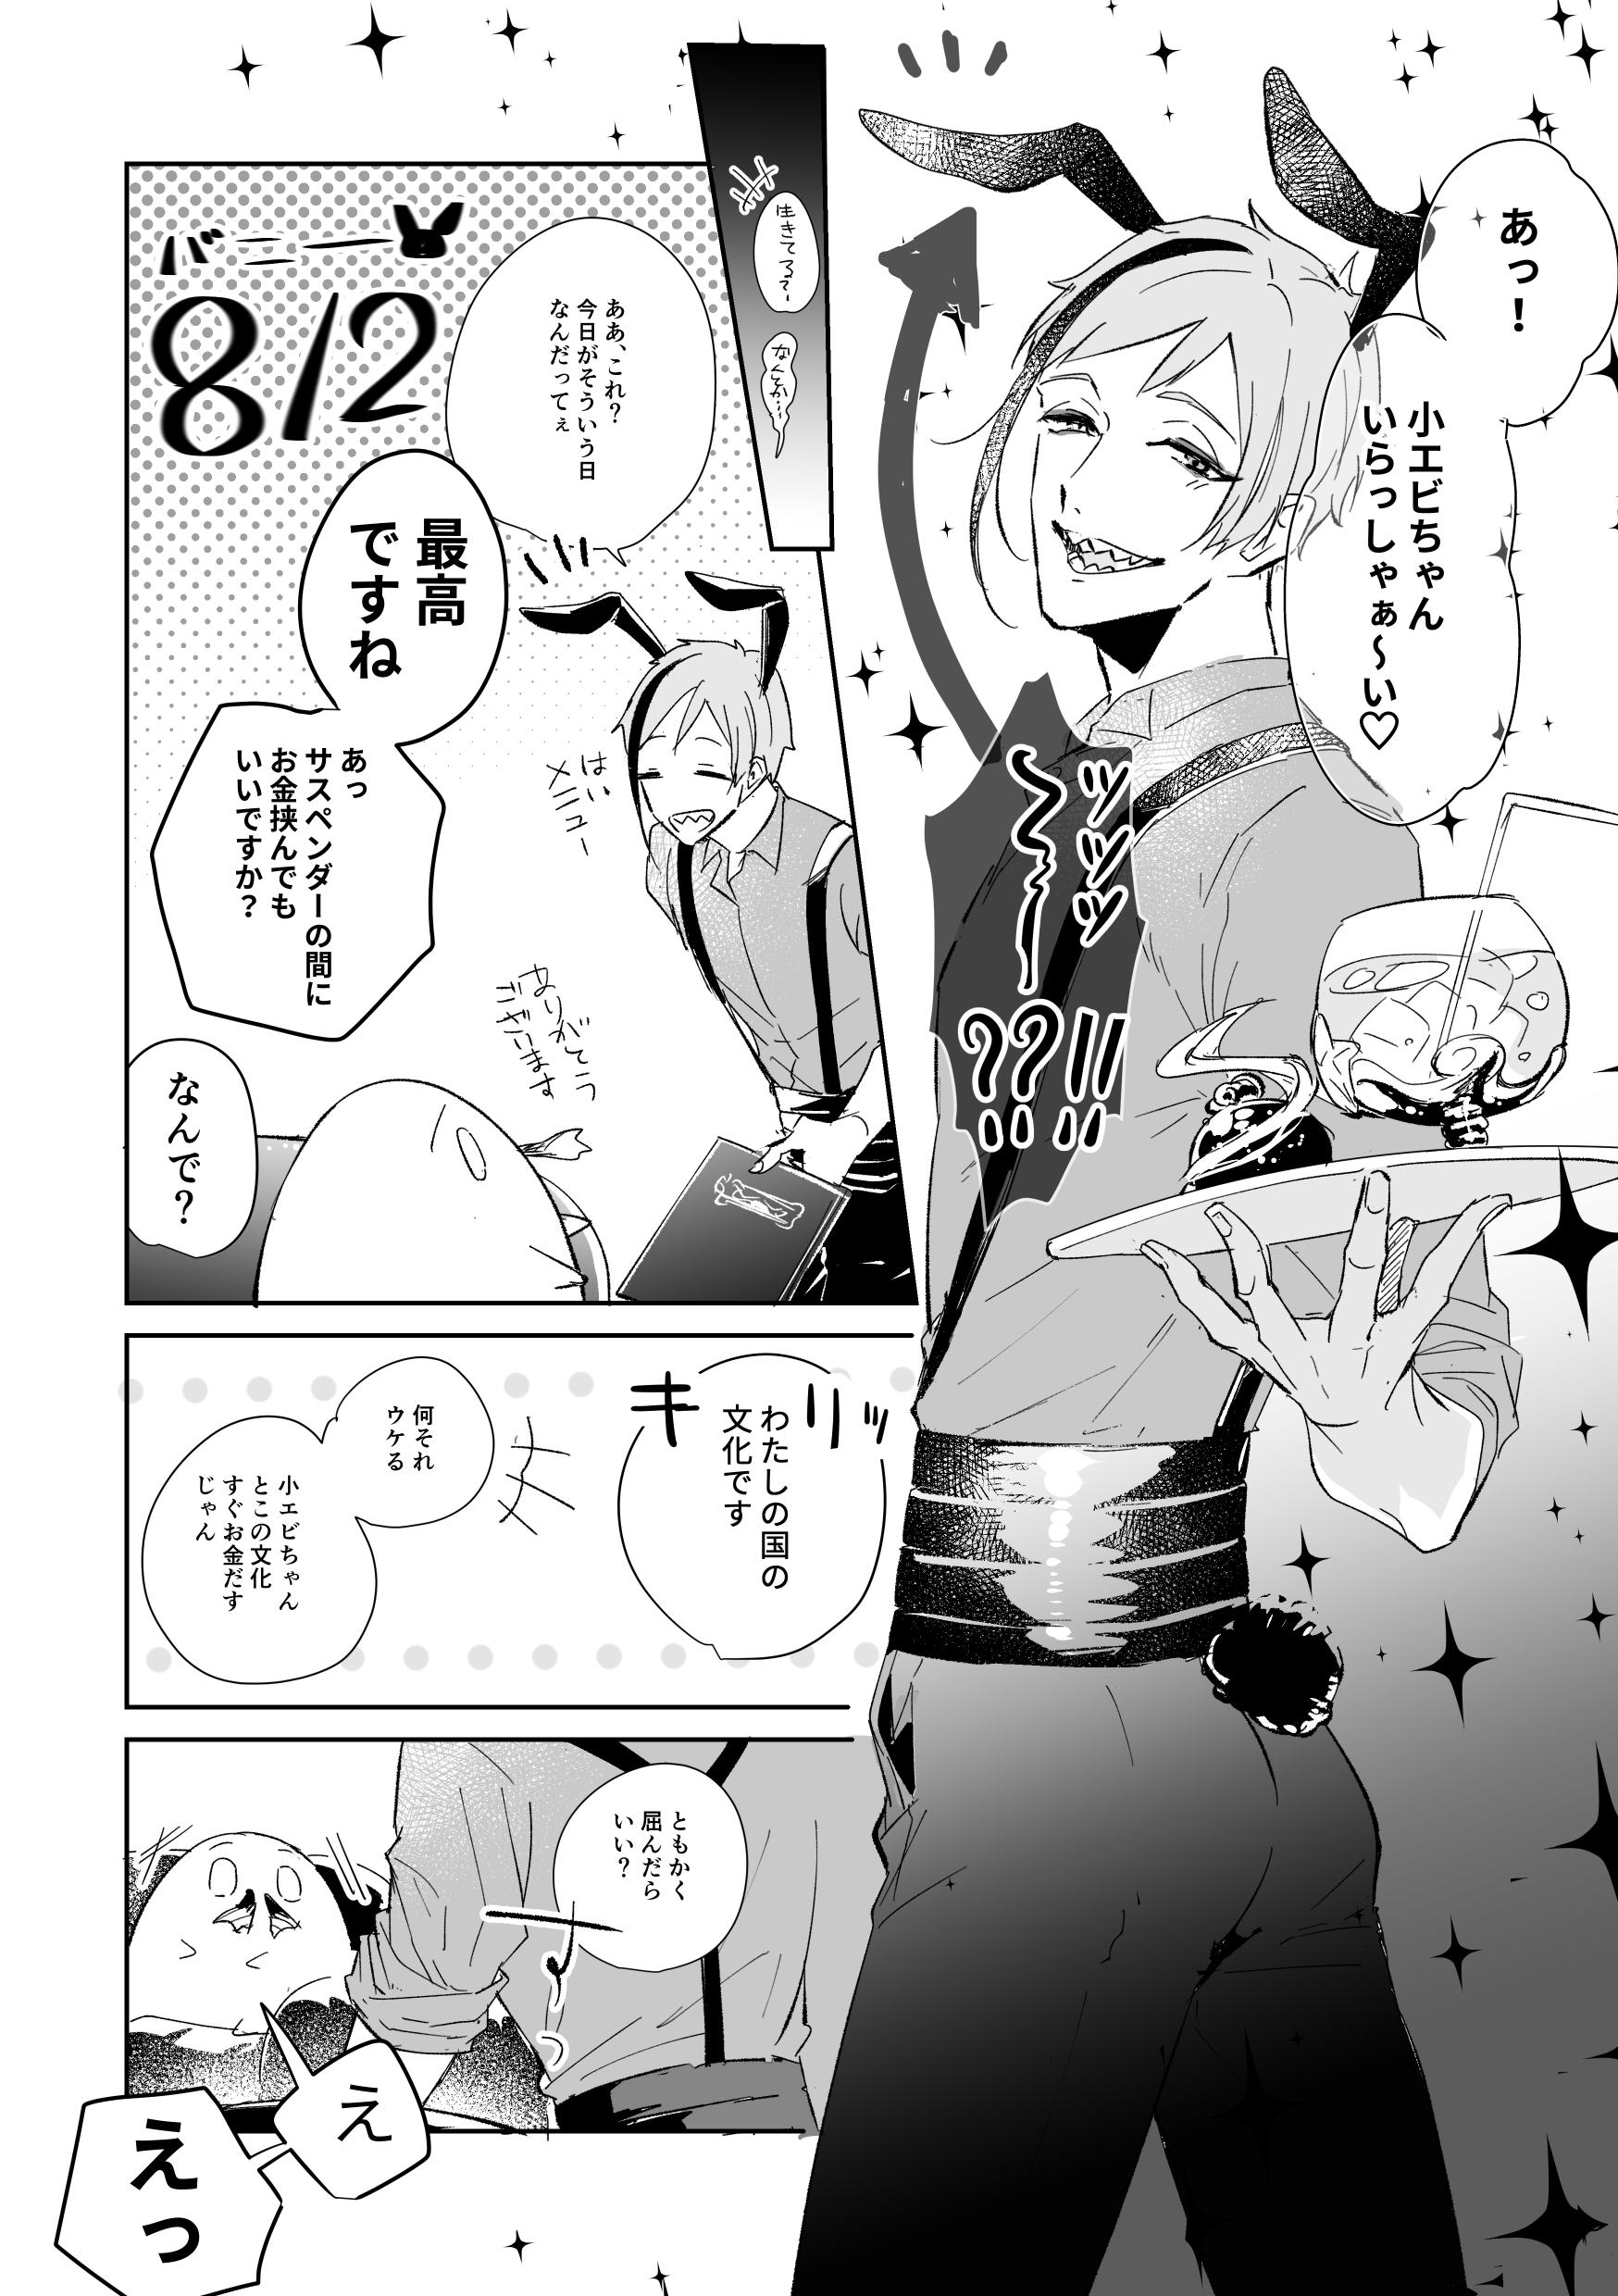 あっ!
小エビちゃん
いらっしゃぁ〜い♡
ッッッ
〜〜〜!!??
生きてる?
なんとか…
バニー
8/2
ああ、これ?
今日がそういう日
なんだってぇ
最高
ですね
はい
メニュー
あっ
サスペンダーの間に
お金挟んでも
いいですか?
ありがとう
ございます
なんで?
キリッ
わたしの国の
文化です
何それ
ウケる
小エビちゃん
とこの文化
すぐお金だす
じゃん
ともかく
屈んだら
いい?
え
えっ